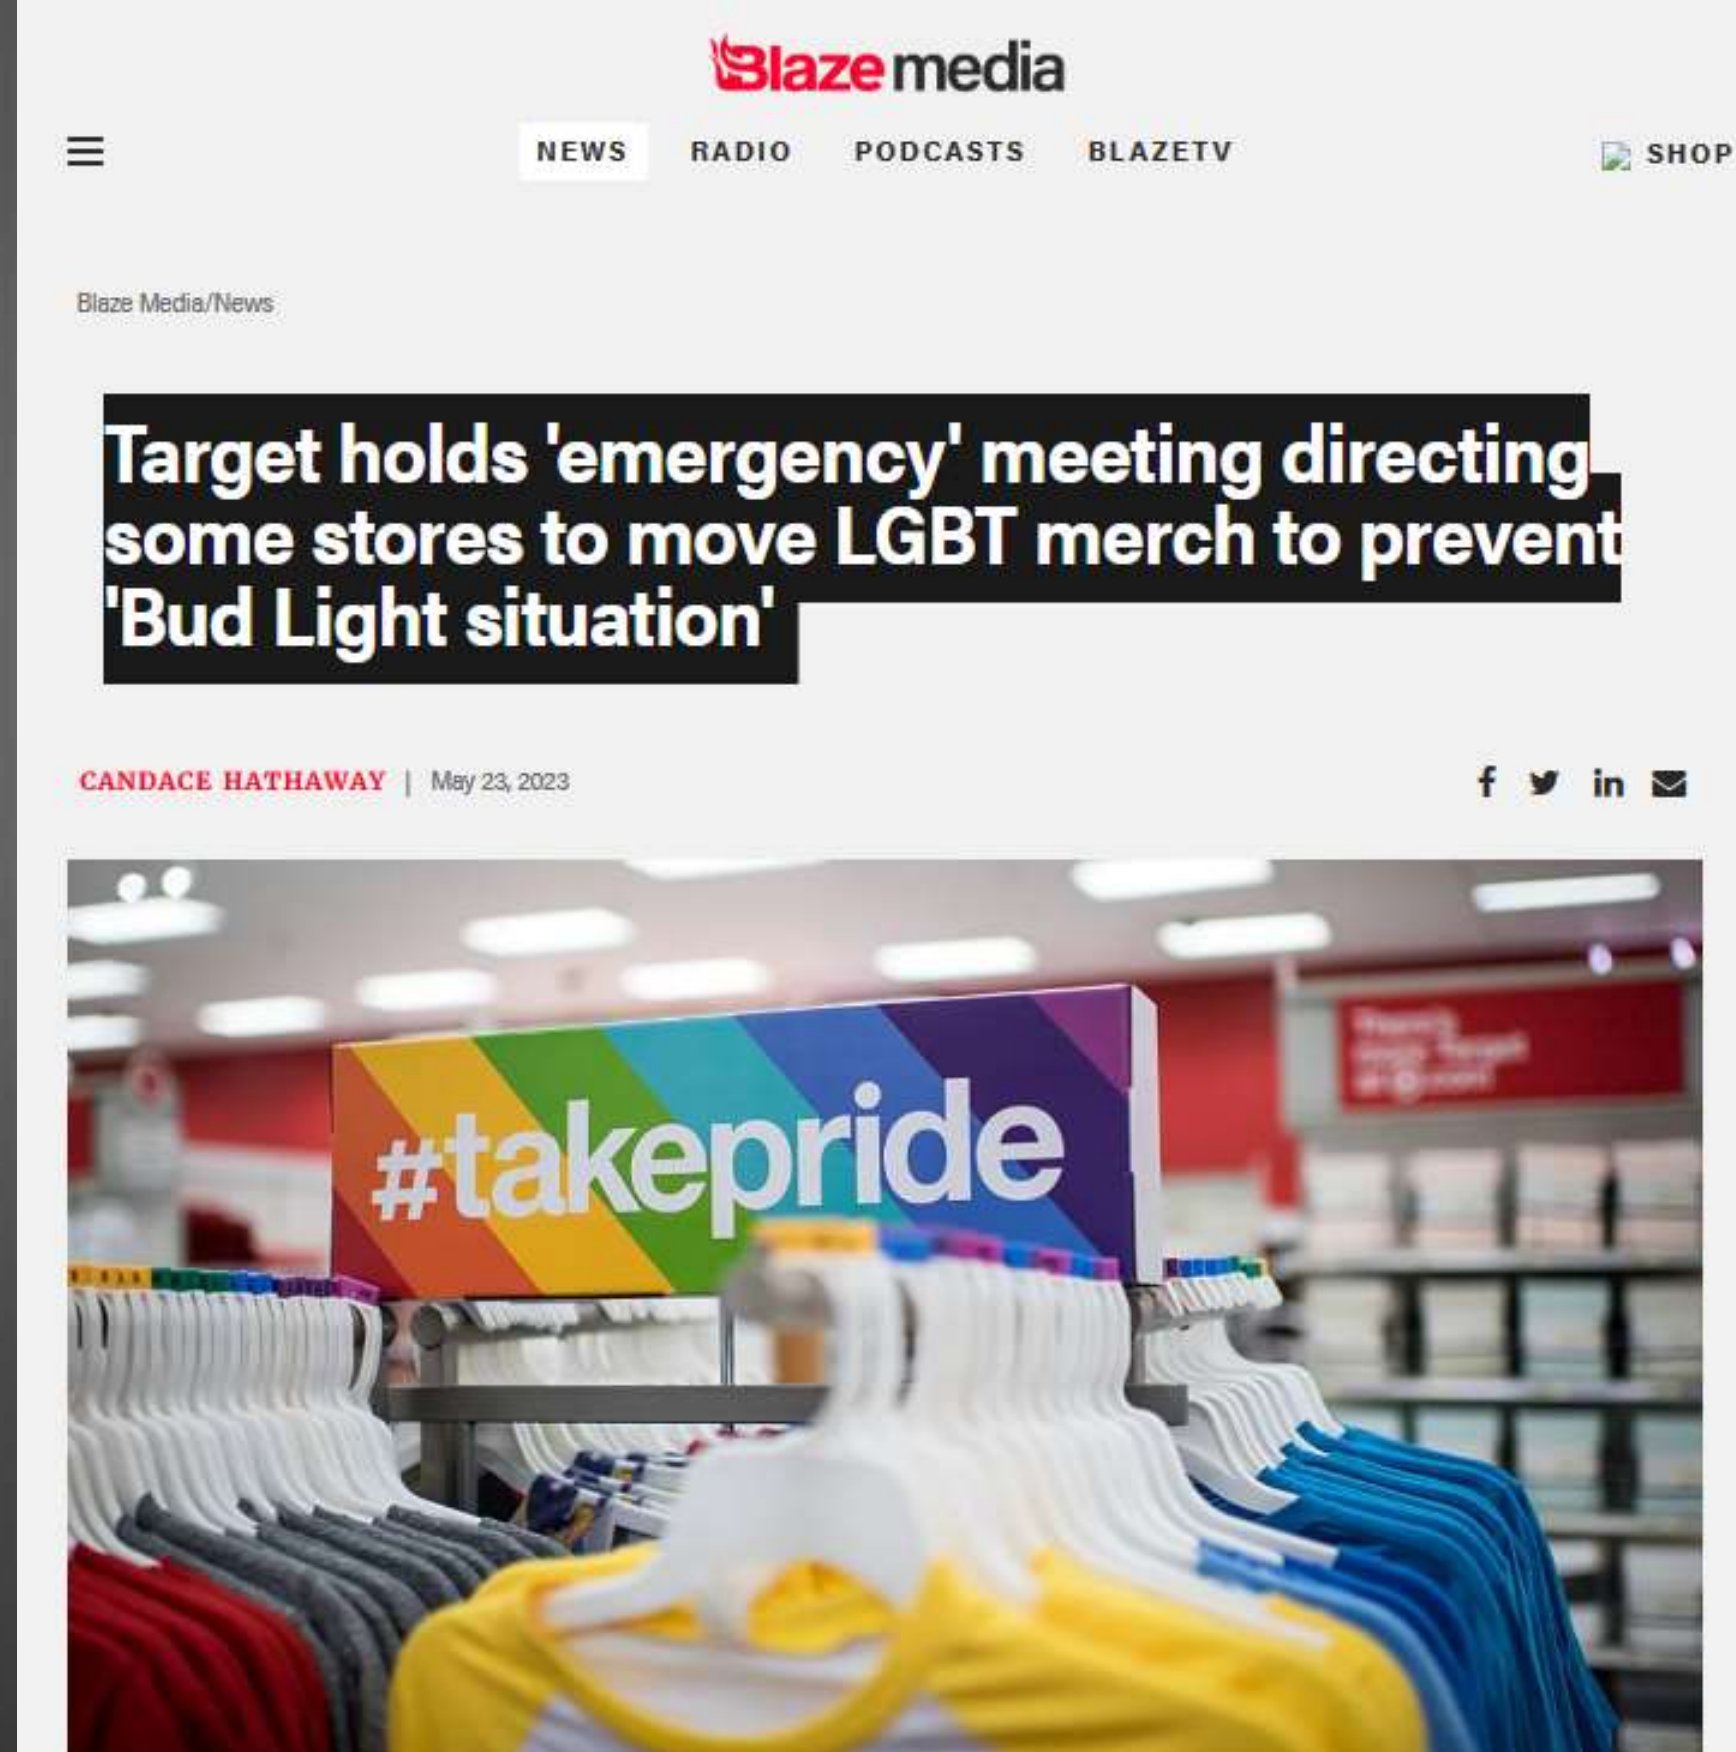 Blaze media
NEWS RADIO PODCASTS BLAZETV SHOP
Blaze Media/News
Target holds 'emergency' meeting directing
some stores to move LGBT merch to prevent
'Bud Light situation'
CANDACE HATHAWAY | May 23, 2023
#takepride